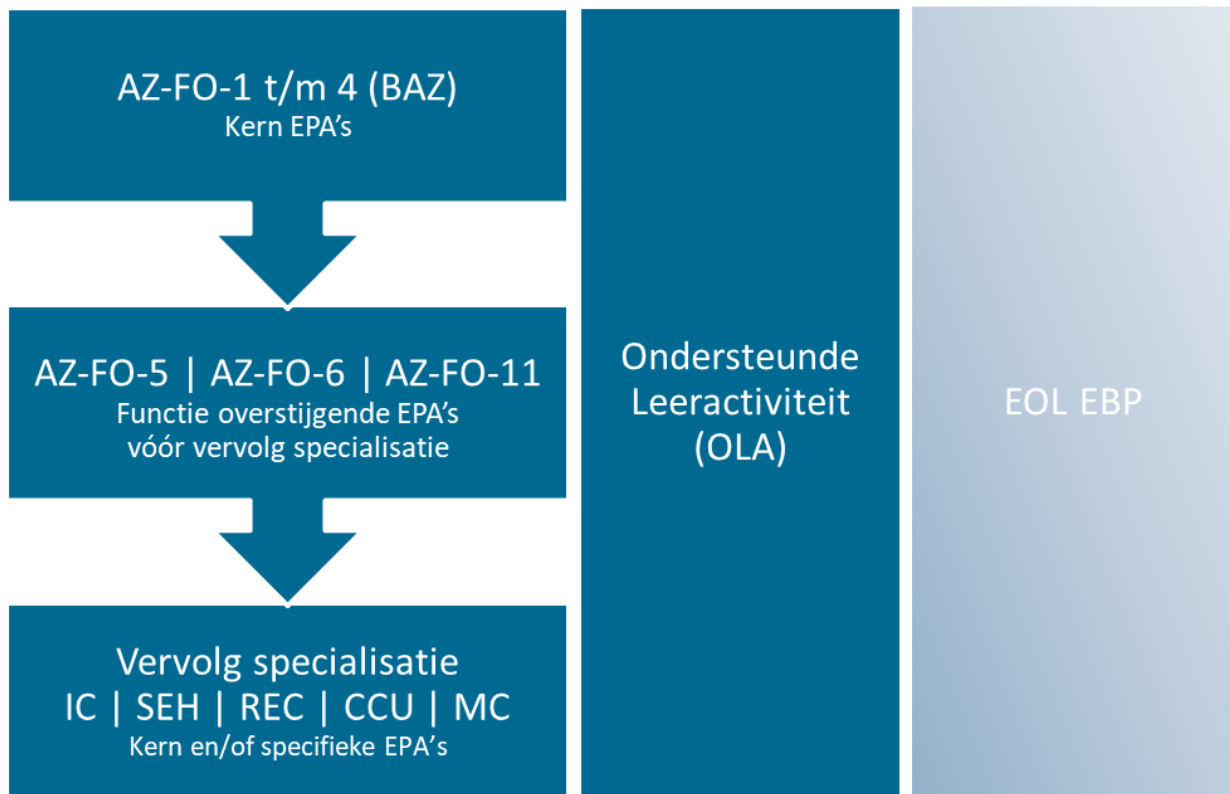 AZ-FO-1 t/m 4 (BAZ)
Kern EPA's
AZ-FO-5 | AZ-FO-6 | AZ-FO-11
Functie overstijgende EPA's
vóór vervolg specialisatie
Vervolg specialisatie
IC | SEH | REC | CCU | MC
Kern en/of specifieke EPA's
Ondersteunde
Leeractiviteit
(OLA)
EOL EBP